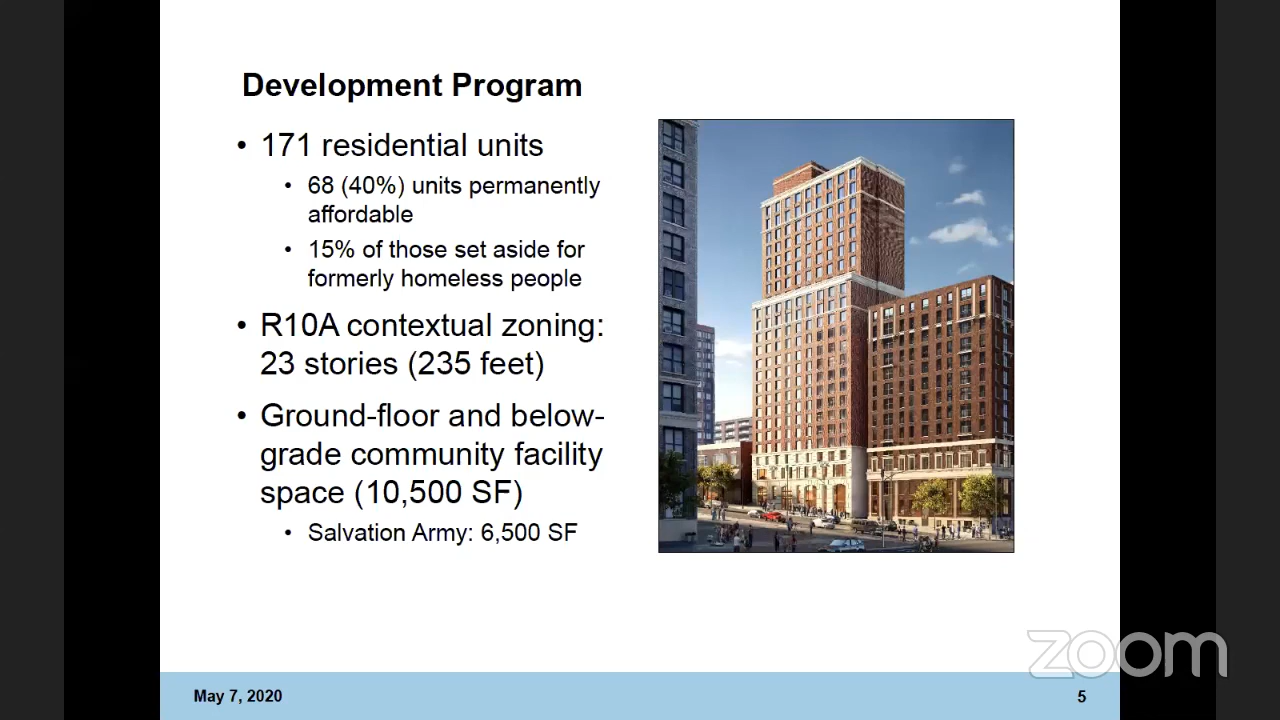 Development Program
• 171 residential units
• 68 (40%) units permanently
affordable
• 15% of those set aside for
formerly homeless people
• R10A contextual zoning:
23 stories (235 feet)
• Ground-floor and below-
grade community facility
space (10,500 SF)
• Salvation Army: 6,500 SF
zoom
May 7, 2020
5